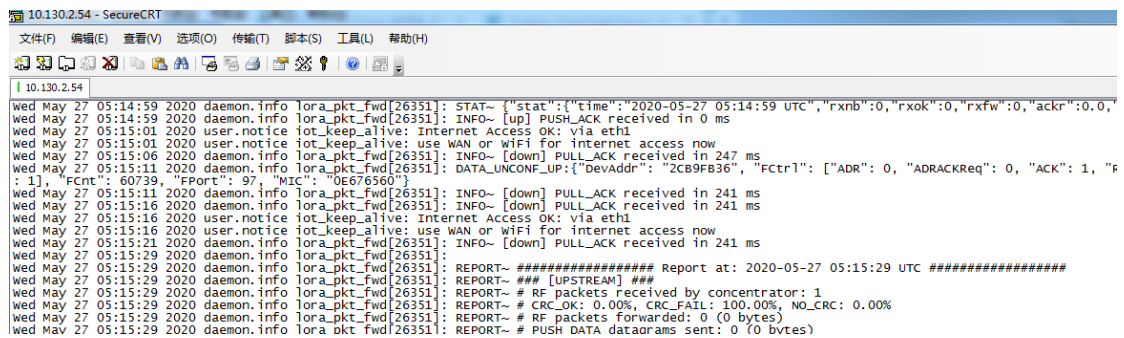 10.130.2.54 - SecureCRT
文件(F) 编辑(E) 查看(V) 选项(O) 传输(T) 脚本(S) 工具(L) 帮助(H)
10.130.2.54
Wed May 27 05:14:59 2020 daemon.info lora_pkt_fwd[26351]: STAT~ {"stat":{"time":"2020-05-27 05:14:59 UTC","rxnb":0,"rxok":0,"rxfw":0,"ackr":0.0,"
Wed May 27 05:14:59 2020 daemon.info lora_pkt_fwd[26351]: INFO~ [up] PUSH_ACK received in 0 ms
Wed May 27 05:15:01 2020 user.notice iot_keep_alive: Internet Access OK: via eth1
Wed May 27 05:15:01 2020 user.notice iot_keep_alive: use WAN or WiFi for internet access now
Wed May 27 05:15:06 2020 daemon.info lora_pkt_fwd[26351]: INFO~ [down] PULL_ACK received in 247 ms
Wed May 27 05:15:11 2020 daemon.info lora_pkt_fwd[26351]: DATA_UNCONF_UP:{"DevAddr": "2CB9FB36", "FCtrl": ["ADR": 0, "ADRACKReq": 0, "ACK": 1, "R
: 1], "FCnt": 60739, "FPort": 97, "MIC": "0E676560"}
Wed May 27 05:15:11 2020 daemon.info lora_pkt_fwd[26351]: INFO~ [down] PULL_ACK received in 241 ms
Wed May 27 05:15:16 2020 daemon.info lora_pkt_fwd[26351]: INFO~ [down] PULL_ACK received in 241 ms
Wed May 27 05:15:16 2020 user.notice iot_keep_alive: Internet Access OK: via eth1
Wed May 27 05:15:16 2020 user.notice iot_keep_alive: use WAN or WiFi for internet access now
Wed May 27 05:15:21 2020 daemon.info lora_pkt_fwd[26351]: INFO~ [down] PULL_ACK received in 241 ms
Wed May 27 05:15:29 2020 daemon.info lora_pkt_fwd[26351]:
Wed May 27 05:15:29 2020 daemon.info lora_pkt_fwd[26351]: REPORT~ ################## Report at: 2020-05-27 05:15:29 UTC ##################
Wed May 27 05:15:29 2020 daemon.info lora_pkt_fwd[26351]: REPORT~ ### [UPSTREAM] ###
Wed May 27 05:15:29 2020 daemon.info lora_pkt_fwd[26351]: REPORT~ # RF packets received by concentrator: 1
Wed May 27 05:15:29 2020 daemon.info lora_pkt_fwd[26351]: REPORT~ # CRC_OK: 0.00%, CRC_FAIL: 100.00%, NO_CRC: 0.00%
Wed May 27 05:15:29 2020 daemon.info lora_pkt_fwd[26351]: REPORT~ # RF packets forwarded: 0 (0 bytes)
Wed May 27 05:15:29 2020 daemon.info lora_pkt_fwd[26351]: REPORT~ # PUSH_DATA datagrams sent: 0 (0 bytes)